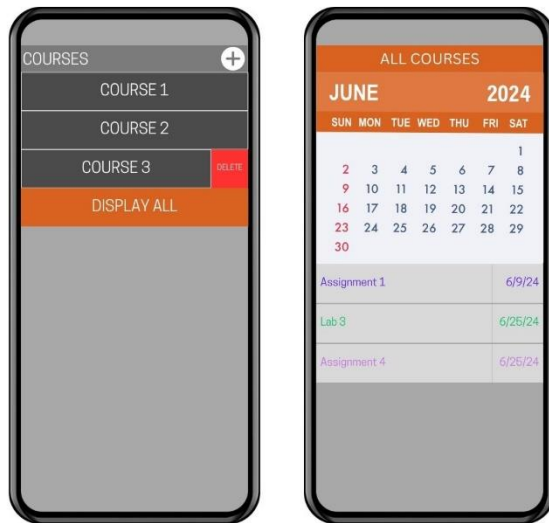 COURSES +
COURSE 1
COURSE 2
COURSE 3 DELETE
DISPLAY ALL
ALL COURSES
JUNE 2024
SUN MON TUE WED THU FRI SAT
1
2 3 4 5 6 7 8
9 10 11 12 13 14 15
16 17 18 19 20 21 22
23 24 25 26 27 28 29
30
Assignment 1 6/9/24
Lab 3 6/25/24
Assignment 4 6/25/24